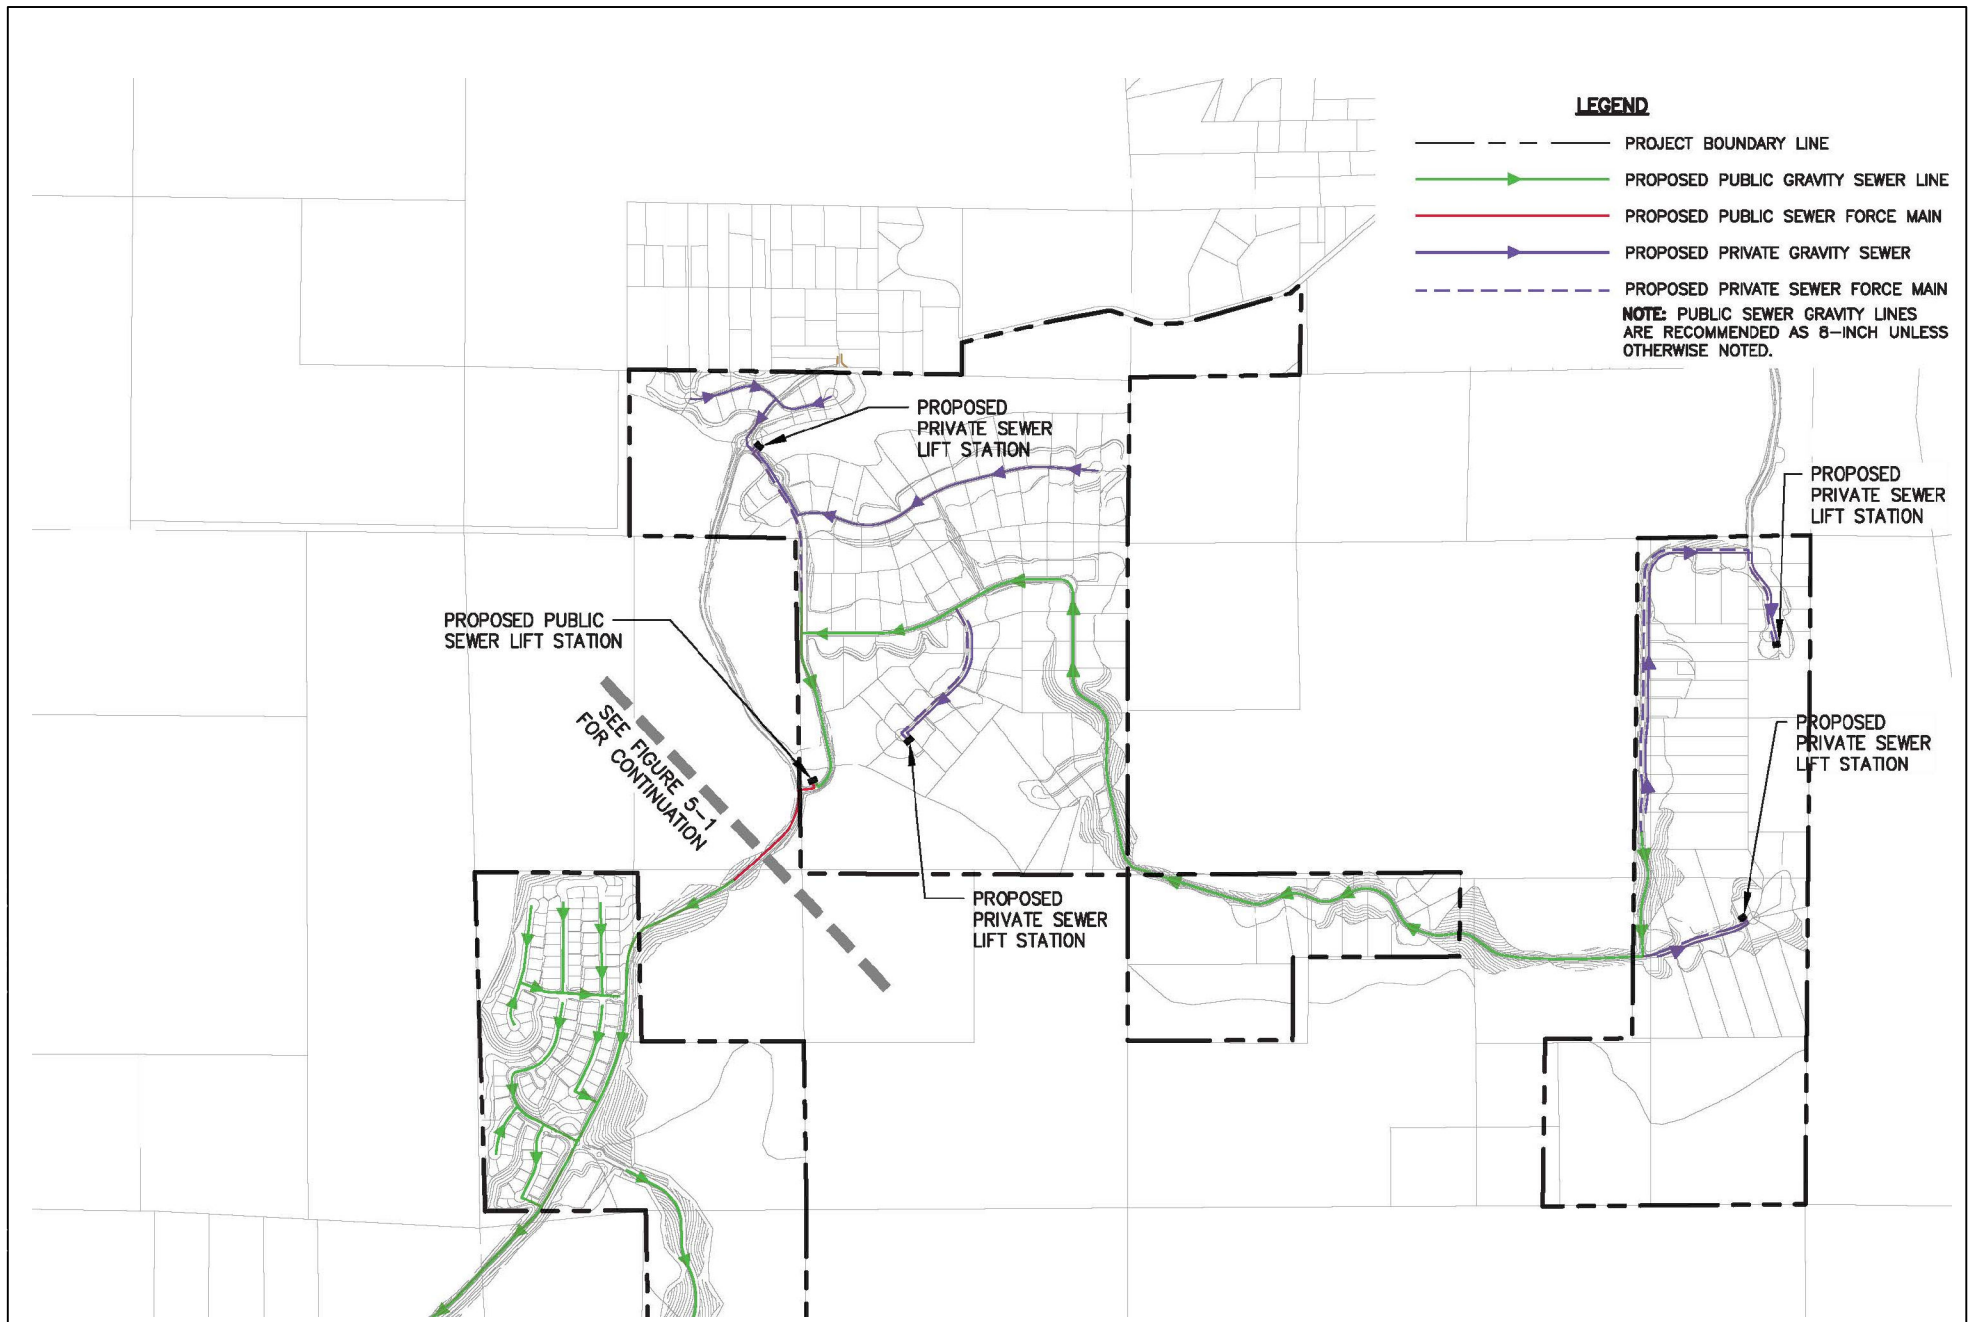 LEGEND
PROJECT BOUNDARY LINE
PROPOSED PUBLIC GRAVITY SEWER LINE
PROPOSED PUBLIC SEWER FORCE MAIN
PROPOSED PRIVATE GRAVITY SEWER
PROPOSED PRIVATE SEWER FORCE MAIN
NOTE: PUBLIC SEWER GRAVITY LINES
ARE RECOMMENDED AS 8-INCH UNLESS
OTHERWISE NOTED.
PROPOSED
PRIVATE SEWER
LIFT STATION
PROPOSED
PRIVATE SEWER
LIFT STATION
PROPOSED PUBLIC
SEWER LIFT STATION
SEE FIGURE 5-1
FOR CONTINUATION
PROPOSED
PRIVATE SEWER
LIFT STATION
PROPOSED
PRIVATE SEWER
LIFT STATION